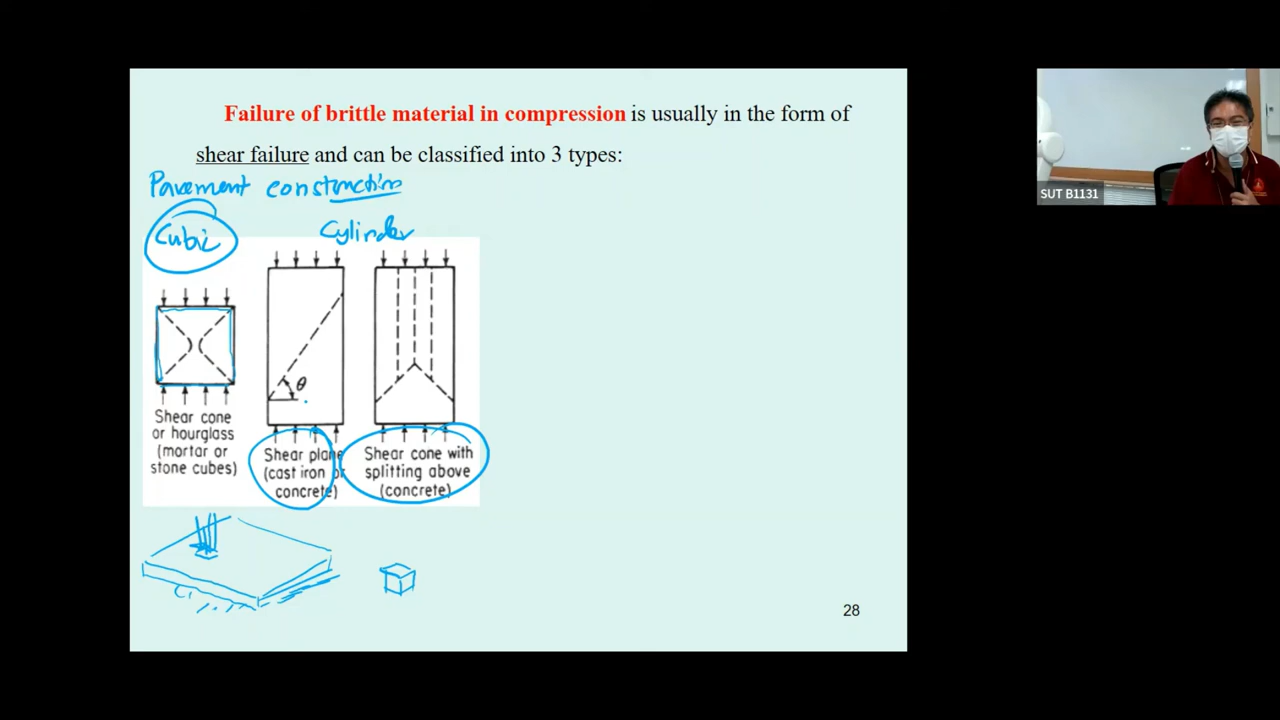 Failure of brittle material in compression is usually in the form of
shear failure and can be classified into 3 types:
Pavement construction
Cubic
Cylinder
θ
Shear cone
or hourglass
(mortar or
stone cubes)
Shear plane
(cast iron or
concrete)
Shear cone with
splitting above
(concrete)
28
SUT B1131